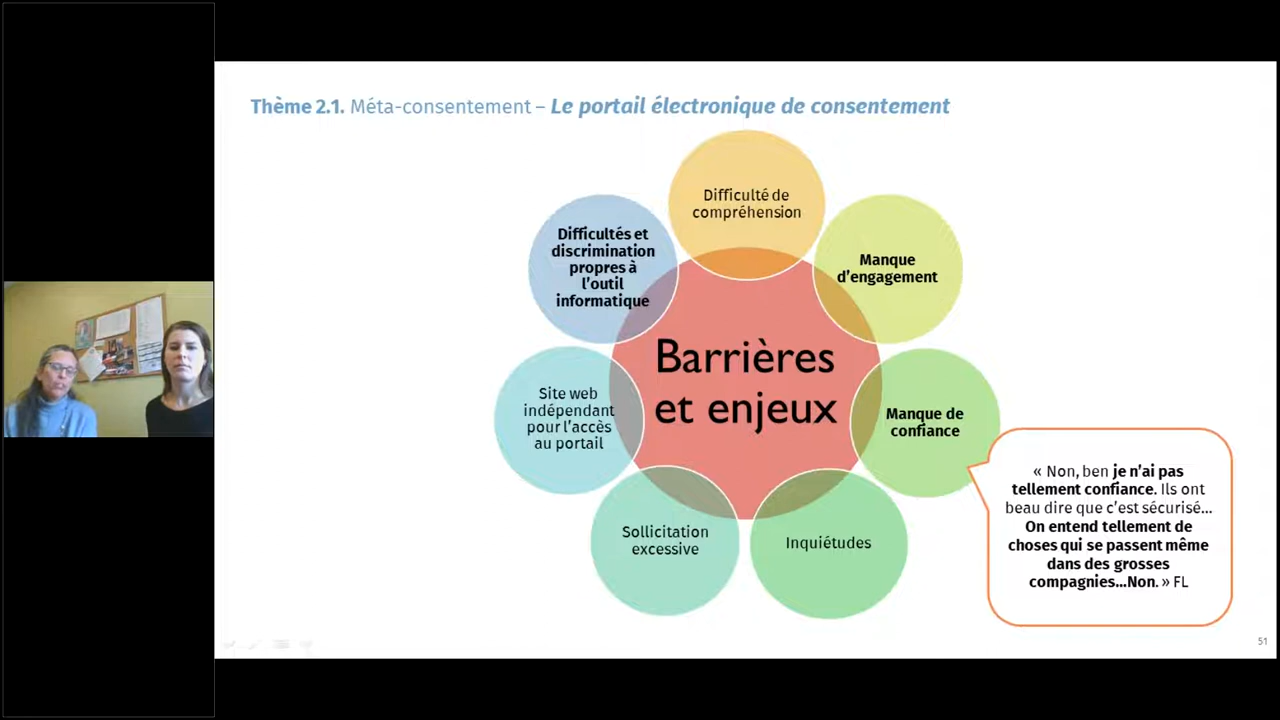 Thème 2.1. Méta-consentement – Le portail électronique de consentement
Difficulté de
compréhension
Manque
d’engagement
Manque de
confiance
« Non, ben je n’ai pas
tellement confiance. Ils ont
beau dire que c’est sécurisé…
On entend tellement de
choses qui se passent même
dans des grosses
compagnies…Non. » FL
Inquiétudes
Sollicitation
excessive
Site web
indépendant
pour l’accès
au portail
Difficultés et
discrimination
propres à
l’outil
informatique
Barrières
et enjeux
51